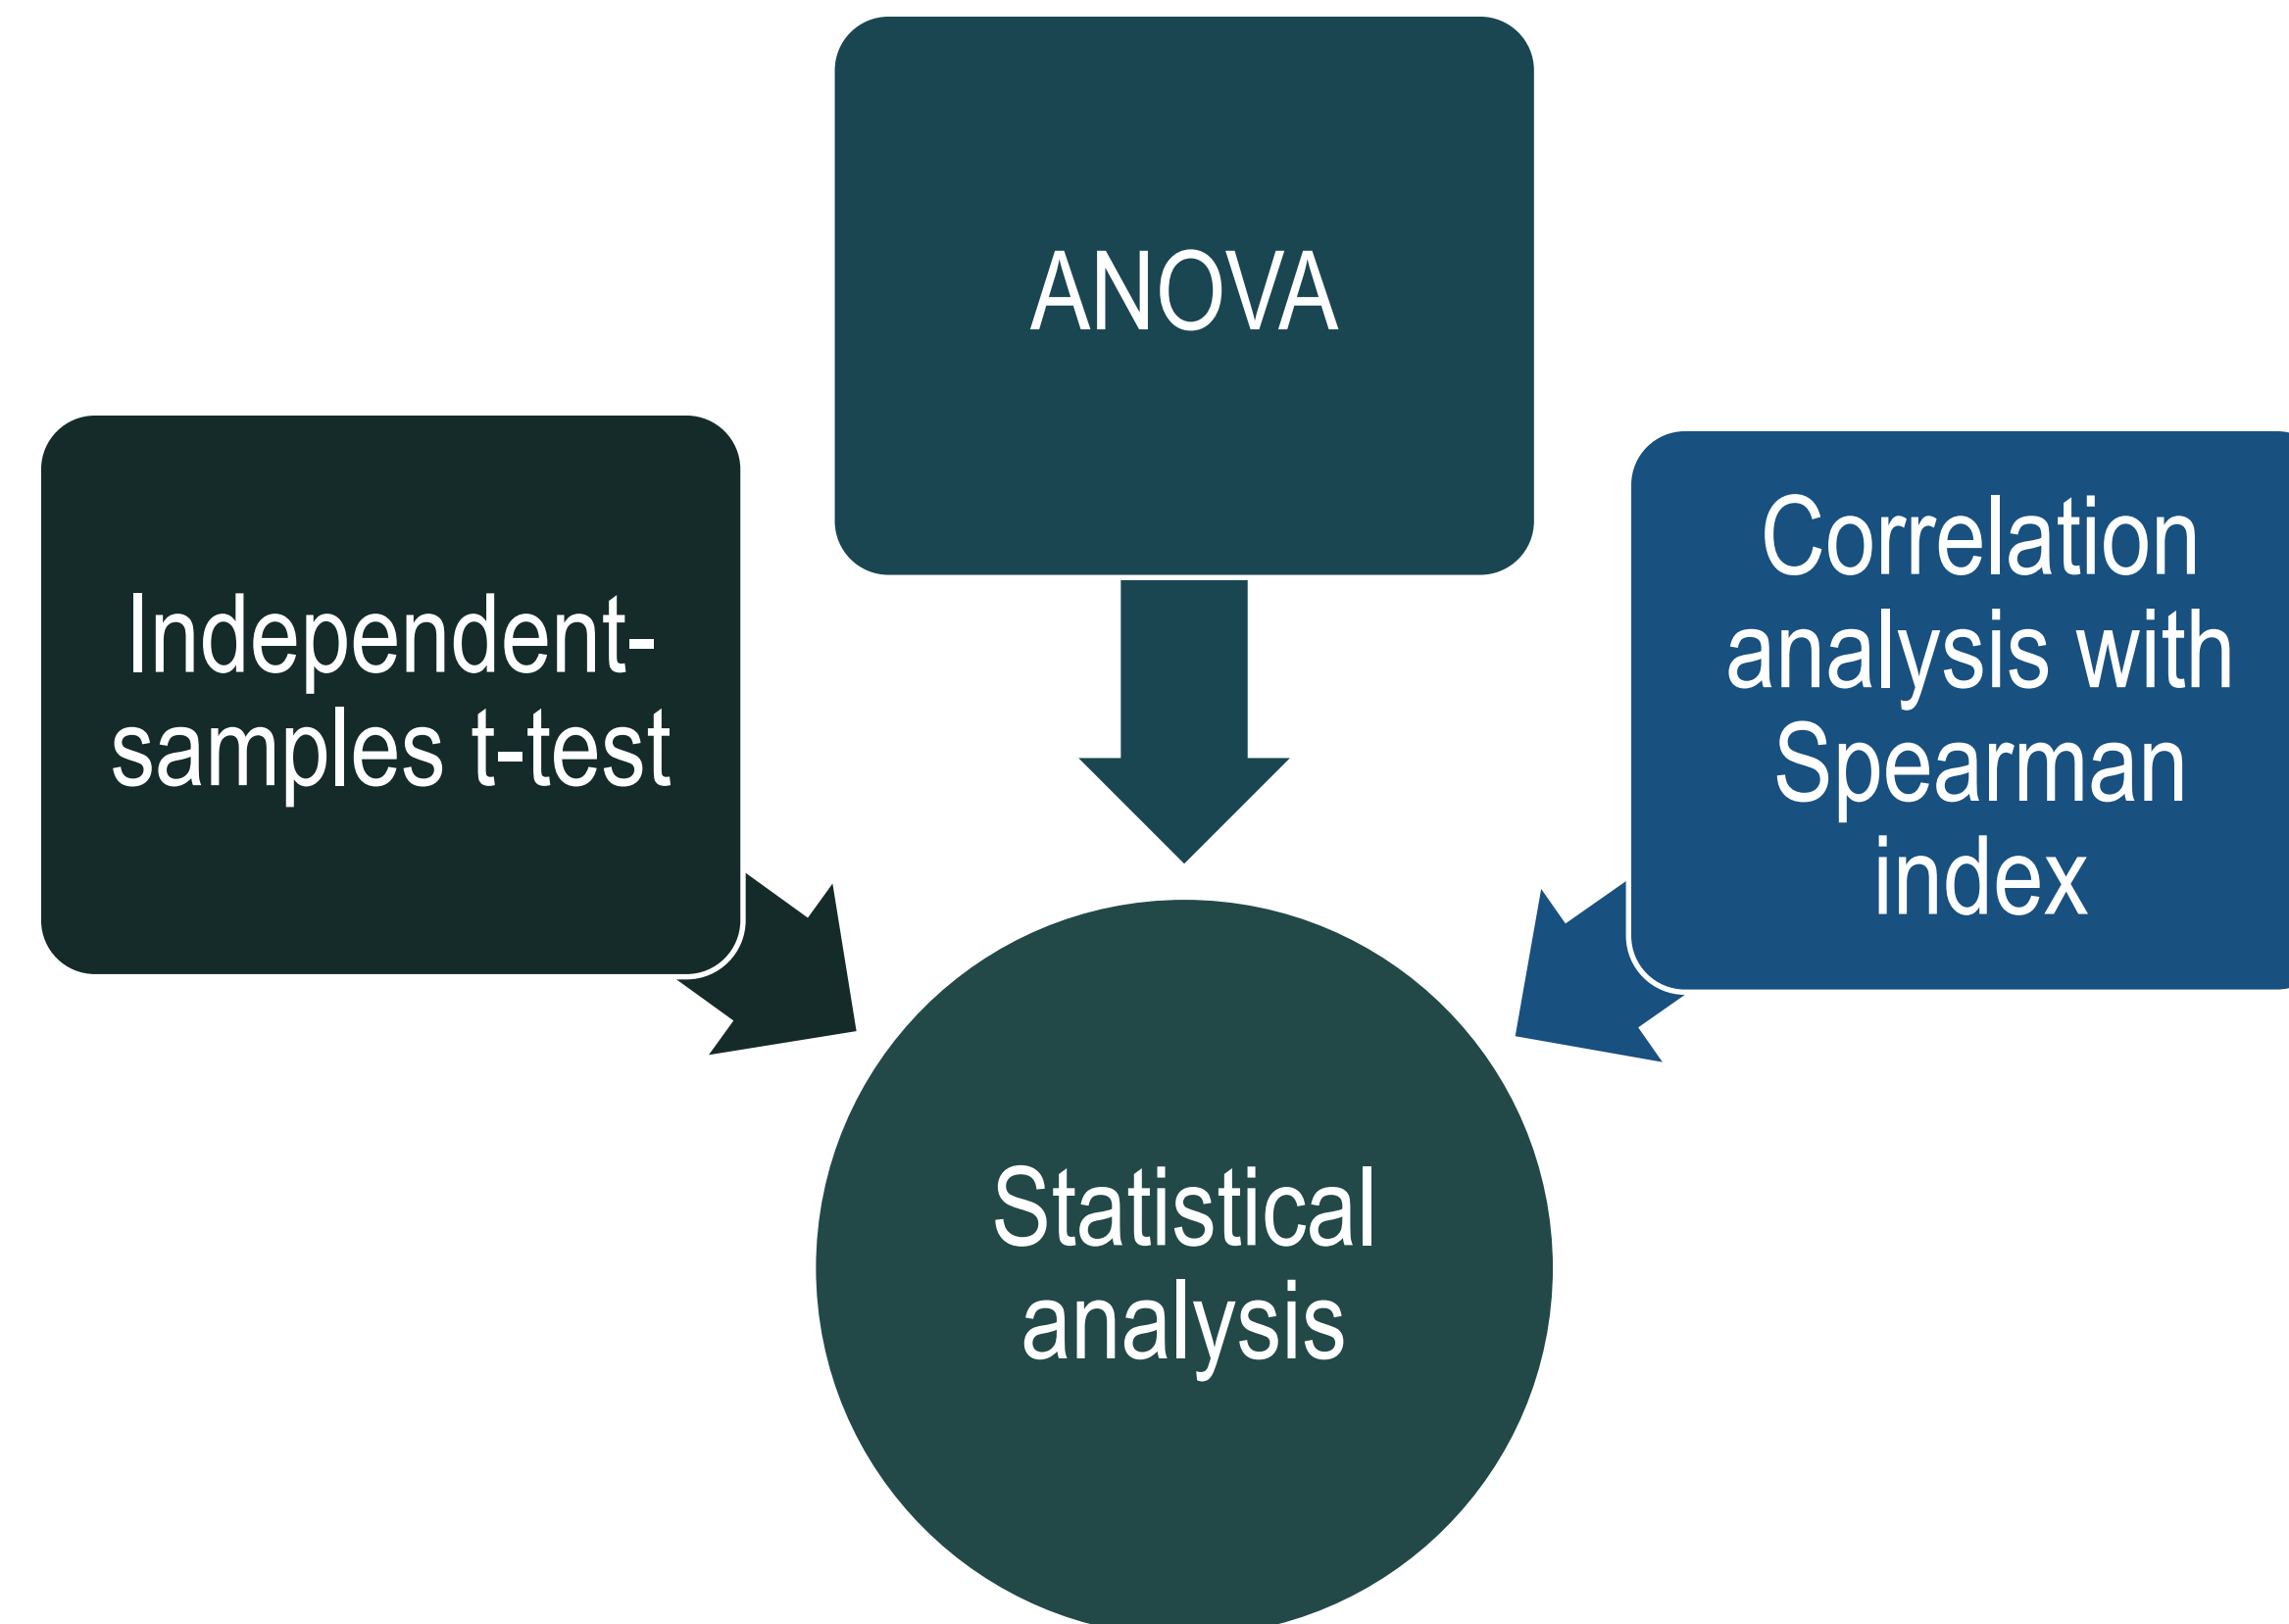 ANOVA
Independent-
samples t-test
Correlation
analysis with
Spearman
index
Statistical
analysis